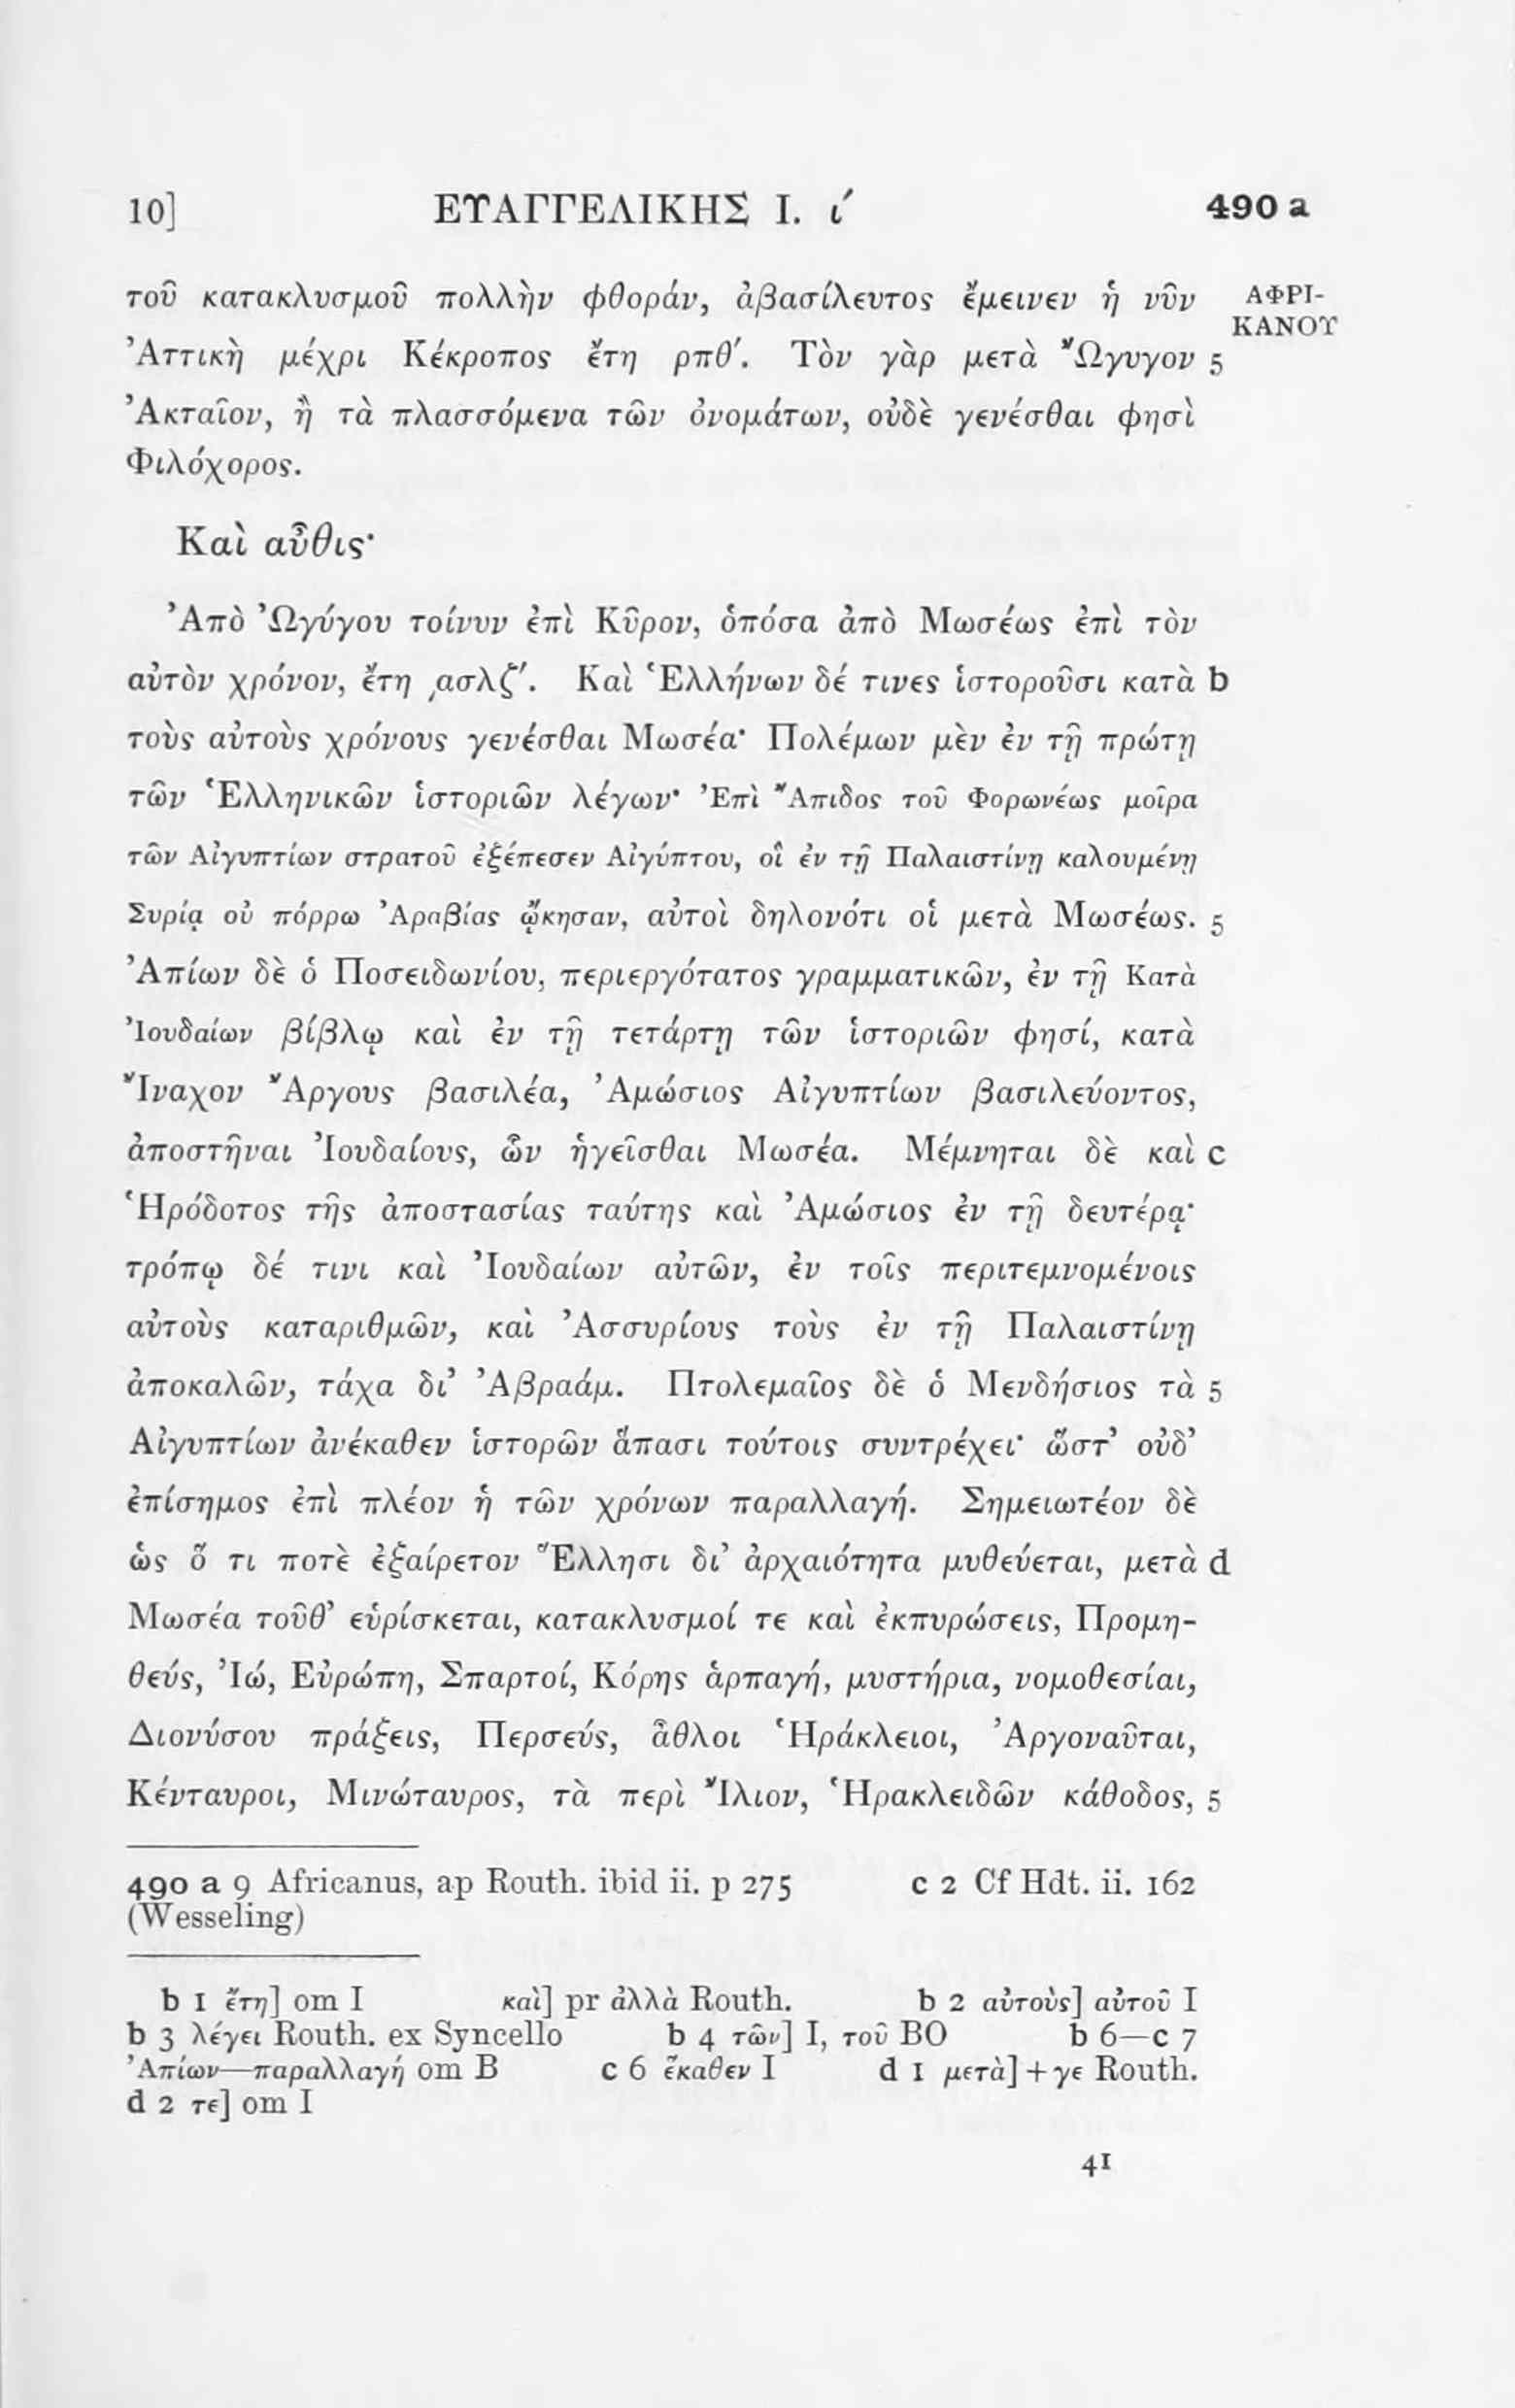 10] ΕΥΑΓΓΕΛΙΚΗΣ Ι. ί 490 a
τοῦ κατακλυσμοῦ πολλὴν φθοράν, ἀβασίλευτος ἔμεινεν ἡ νῦν ΑΦΡΙ-
ΚΑΝΟΥ
Ἀττικὴ μέχρι Κέκροπος ἔτη ρπθ΄. Τὸν γὰρ μετὰ Ὤγυγον 5
Ἀκταῖον, ἢ τὰ πλασσόμενα τῶν ὀνομάτων, οὐδὲ γενέσθαι φησὶ
Φιλόχορος.
Καὶ αὖθις·
Ἀπὸ Ὠγύγου τοίνυν ἐπὶ Κῦρον, ὁπόσα ἀπὸ Μωσέως ἐπὶ τὸν
αὐτὸν χρόνον, ἔτη ͵ασλζ΄. Καὶ Ἑλλήνων δέ τινες ἱστοροῦσι κατὰ b
τοὺς αὐτοὺς χρόνους γενέσθαι Μωσέα· Πολέμων μὲν ἐν τῇ πρώτῃ
τῶν Ἑλληνικῶν ἱστοριῶν λέγων· Ἐπὶ Ἄπιδος τοῦ Φορωνέως μοῖρα
τῶν Αἰγυπτίων στρατοῦ ἐξέπεσεν Αἰγύπτου, οἳ ἐν τῇ Παλαιστίνῃ καλουμένῃ
Συρίᾳ οὐ πόρρω Ἀραβίας ᾤκησαν, αὐτοὶ δηλονότι οἱ μετὰ Μωσέως. 5
Ἀπίων δὲ ὁ Ποσειδωνίου, περιεργότατος γραμματικῶν, ἐν τῇ Κατὰ
Ἰουδαίων βίβλῳ καὶ ἐν τῇ τετάρτῃ τῶν ἱστοριῶν φησί, κατὰ
Ἴναχον Ἄργους βασιλέα, Ἀμώσιος Αἰγυπτίων βασιλεύοντος,
ἀποστῆναι Ἰουδαίους, ὧν ἡγεῖσθαι Μωσέα. Μέμνηται δὲ καὶ c
Ἡρόδοτος τῆς ἀποστασίας ταύτης καὶ Ἀμώσιος ἐν τῇ δευτέρᾳ·
τρόπῳ δέ τινι καὶ Ἰουδαίων αὐτῶν, ἐν τοῖς περιτεμνομένοις
αὐτοὺς καταριθμῶν, καὶ Ἀσσυρίους τοὺς ἐν τῇ Παλαιστίνῃ
ἀποκαλῶν, τάχα δι’ Ἀβραάμ. Πτολεμαῖος δὲ ὁ Μενδήσιος τὰ 5
Αἰγυπτίων ἀνέκαθεν ἱστορῶν ἅπασι τούτοις συντρέχει· ὥστ’ οὐδ’
ἐπίσημος ἐπὶ πλέον ἡ τῶν χρόνων παραλλαγή. Σημειωτέον δὲ
ὡς ὅ τι ποτὲ ἐξαίρετον Ἕλλησι δι’ ἀρχαιότητα μυθεύεται, μετὰ d
Μωσέα τοῦθ’ εὑρίσκεται, κατακλυσμοί τε καὶ ἐκπυρώσεις, Προμη-
θεύς, Ἰώ, Εὐρώπη, Σπαρτοί, Κόρης ἁρπαγή, μυστήρια, νομοθεσίαι,
Διονύσου πράξεις, Περσεύς, ἆθλοι Ἡράκλειοι, Ἀργοναῦται,
Κένταυροι, Μινώταυρος, τὰ περὶ Ἴλιον, Ἡρακλειδῶν κάθοδος, 5
490 a 9 Africanus, ap Routh. ibid ii. p 275 c 2 Cf Hdt. ii. 162
(Wesseling)
b 1 ἔτη] om I καὶ] pr ἀλλὰ Routh. b 2 αὐτοὺς] αὐτοῦ I
b 3 λέγει Routh. ex Syncello b 4 τῶν] I, τοῦ BO b 6—c 7
Ἀπίων—παραλλαγή om B c 6 ἕκαθεν I d 1 μετὰ]+γε Routh.
d 2 τε] om I
41